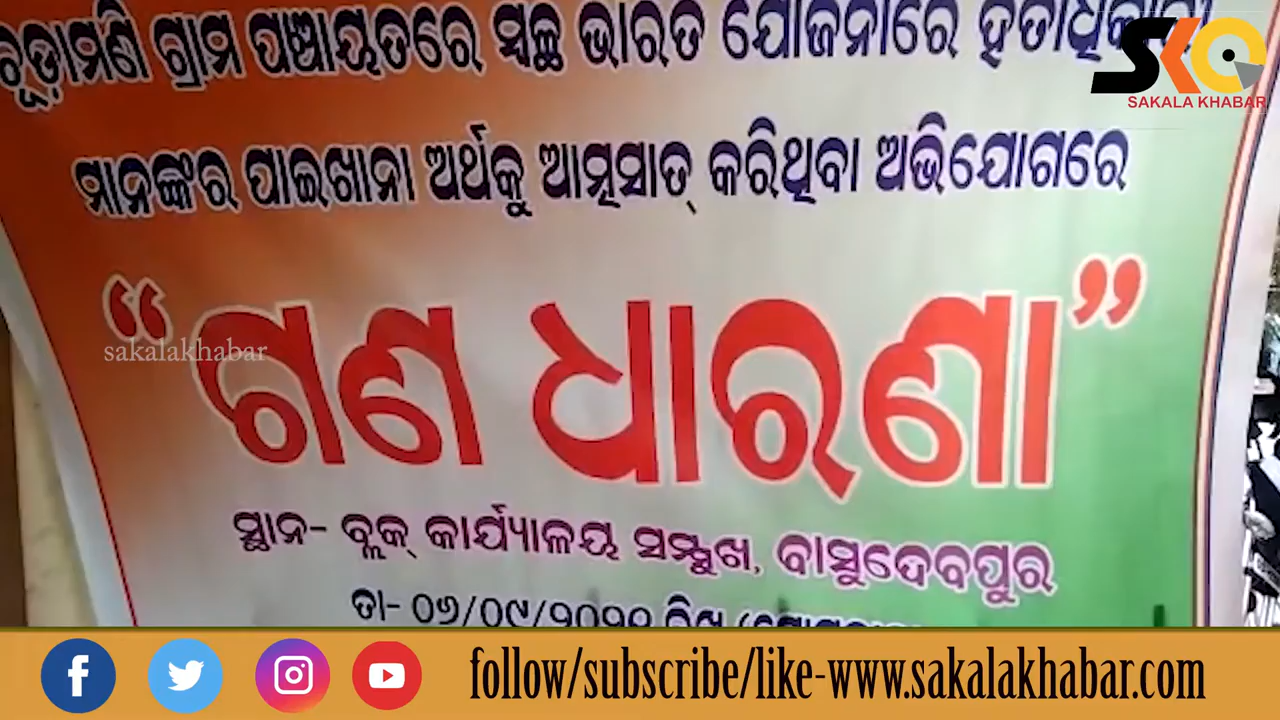 ଚୂଡ଼ାମଣି ଗ୍ରାମ ପଞ୍ଚାୟତରେ ସ୍ୱଚ୍ଛ ଭାରତ ଯୋଜନାରେ
SAKALA KHABAR
ମାନଙ୍କର ପାଇଖାନା ଅର୍ଥକୁ ଆତ୍ମସାତ୍ କରିଥିବା ଅଭିଯୋଗରେ
“ଗଣ ଧାରଣା”
sakalakhabar
ସ୍ଥାନ- ବ୍ଲକ୍ କାର୍ଯ୍ୟାଳୟ ସମ୍ମୁଖ, ବାସୁଦେବପୁର
ତା-
follow/subscribe/like-www.sakalakhabar.com